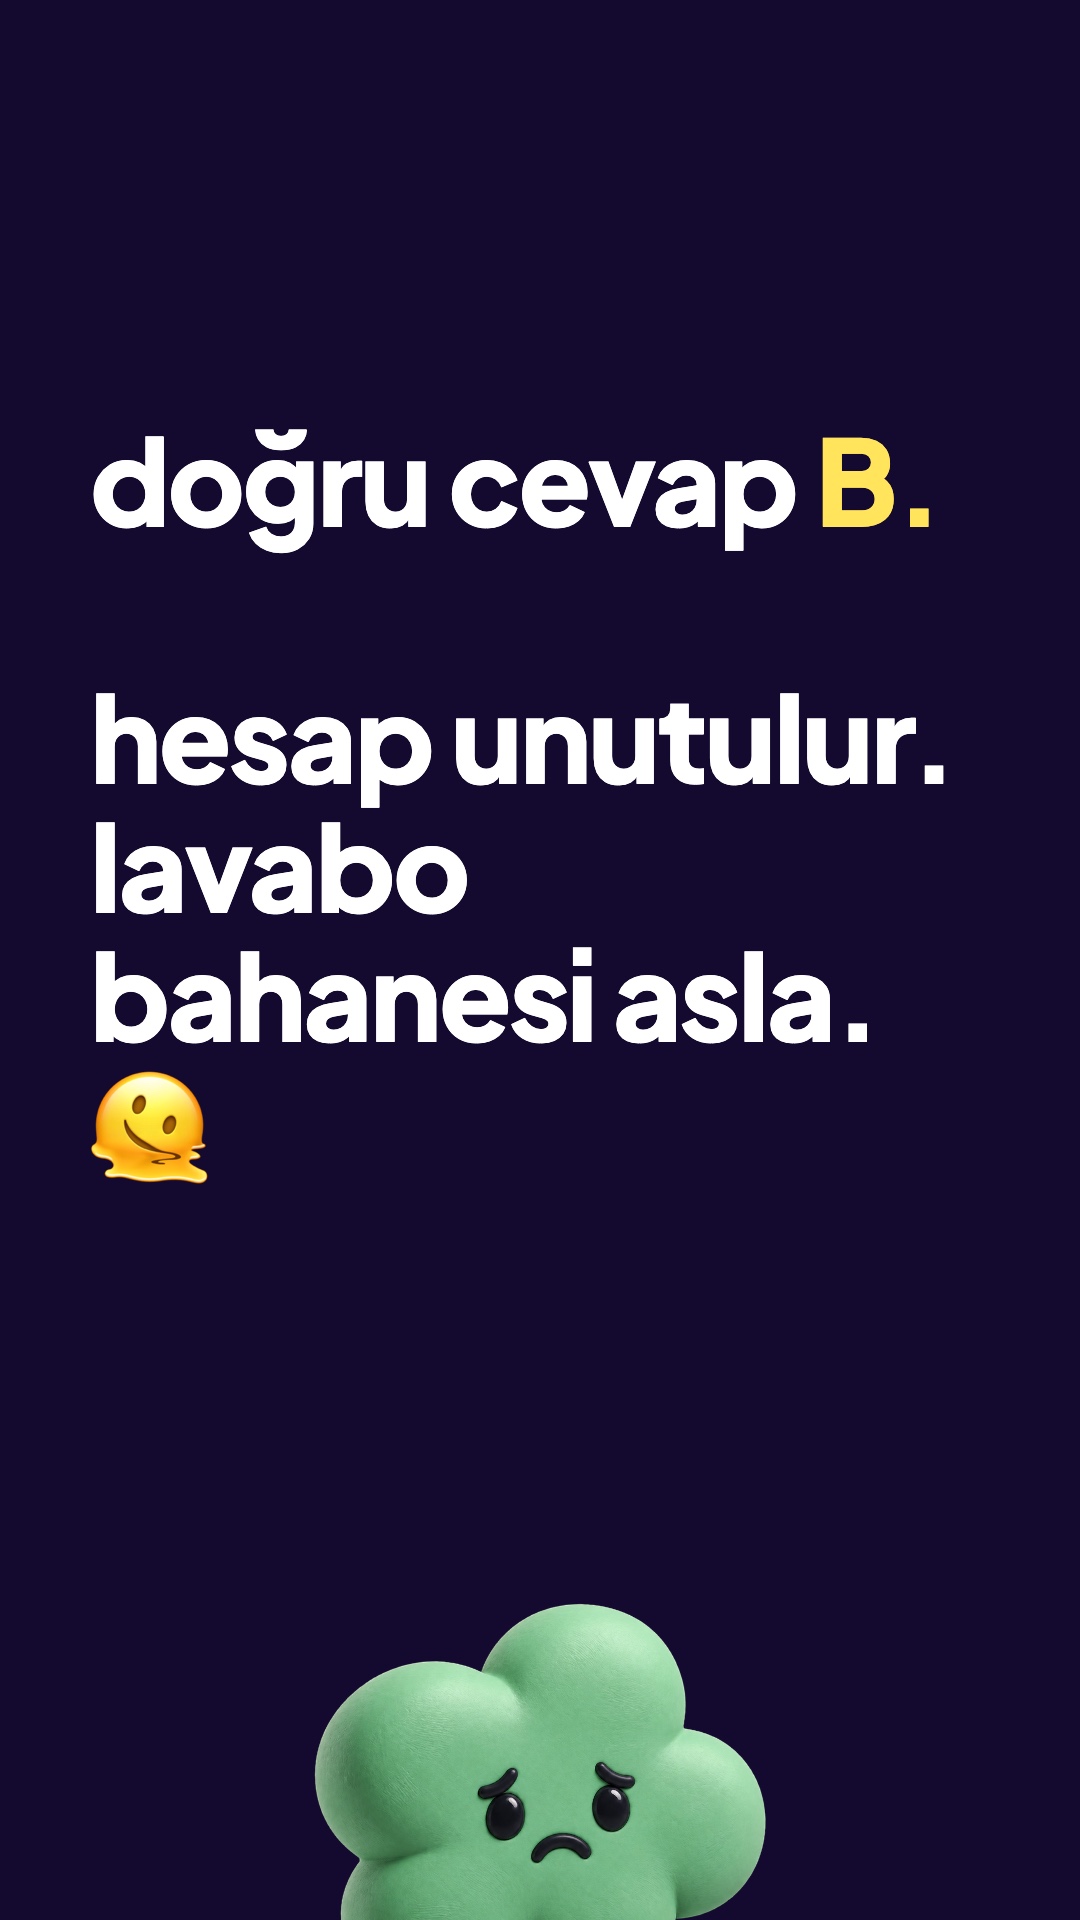 doğru cevap B.
hesap unutulur.
lavabo
bahanesi asla.
🫠